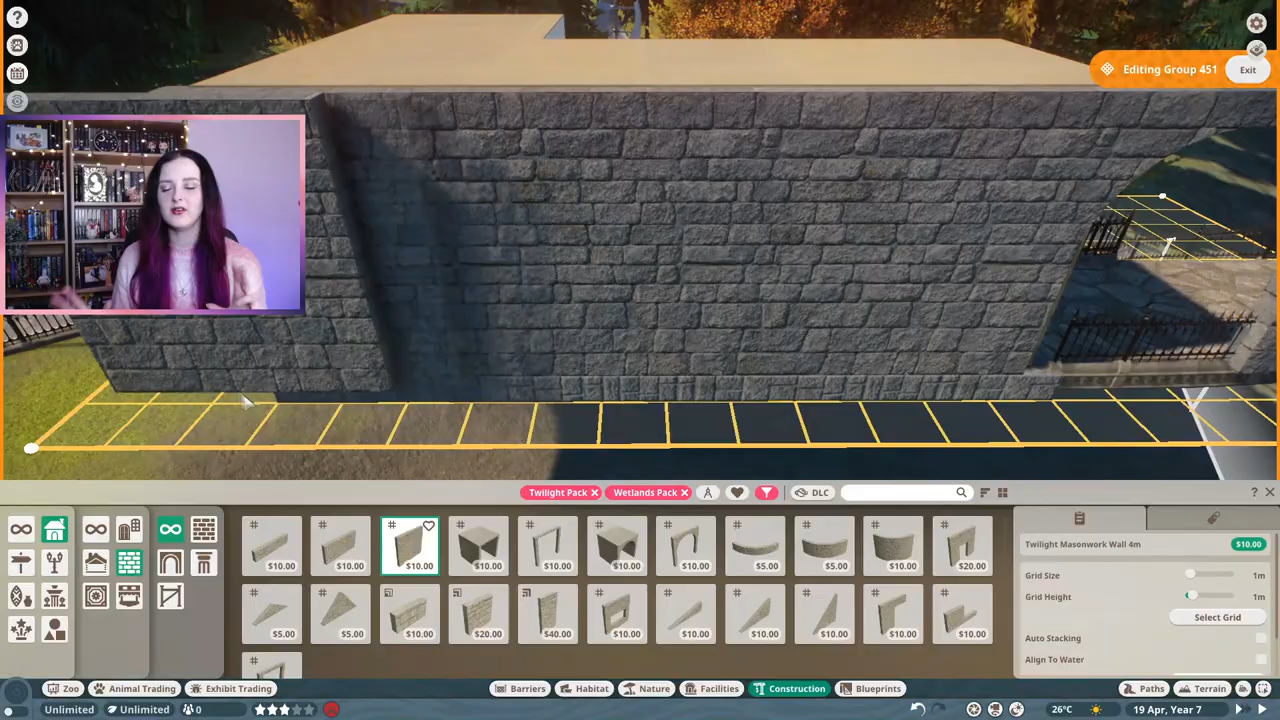 Editing Group 451
Exit
Twilight Pack
Wetlands Pack
DLC
$10.00
$10.00
$10.00
$10.00
$10.00
$10.00
$10.00
$5.00
$5.00
$10.00
$20.00
$5.00
$5.00
$10.00
$20.00
$40.00
$10.00
$10.00
$10.00
$10.00
$10.00
$10.00
Twilight Masonwork Wall 4m
$10.00
Grid Size
1m
Grid Height
1m
Select Grid
Auto Stacking
Align To Water
Zoo
Animal Trading
Exhibit Trading
Barriers
Habitat
Nature
Facilities
Construction
Blueprints
Paths
Terrain
Unlimited
Unlimited
0
26°C
19 Apr, Year 7